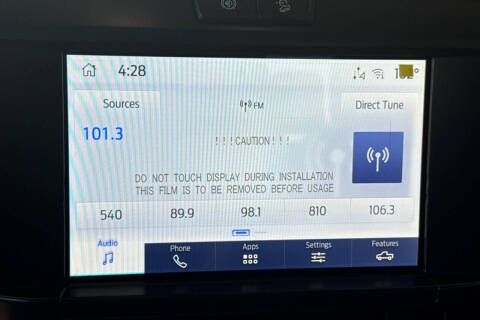 4:28
Sources
FM
Direct Tune
101.3
!!!CAUTION!!!
DO NOT TOUCH DISPLAY DURING INSTALLATION
THIS FILM IS TO BE REMOVED BEFORE USAGE
540 89.9 98.1 810 106.3
Audio Phone Apps Settings Features